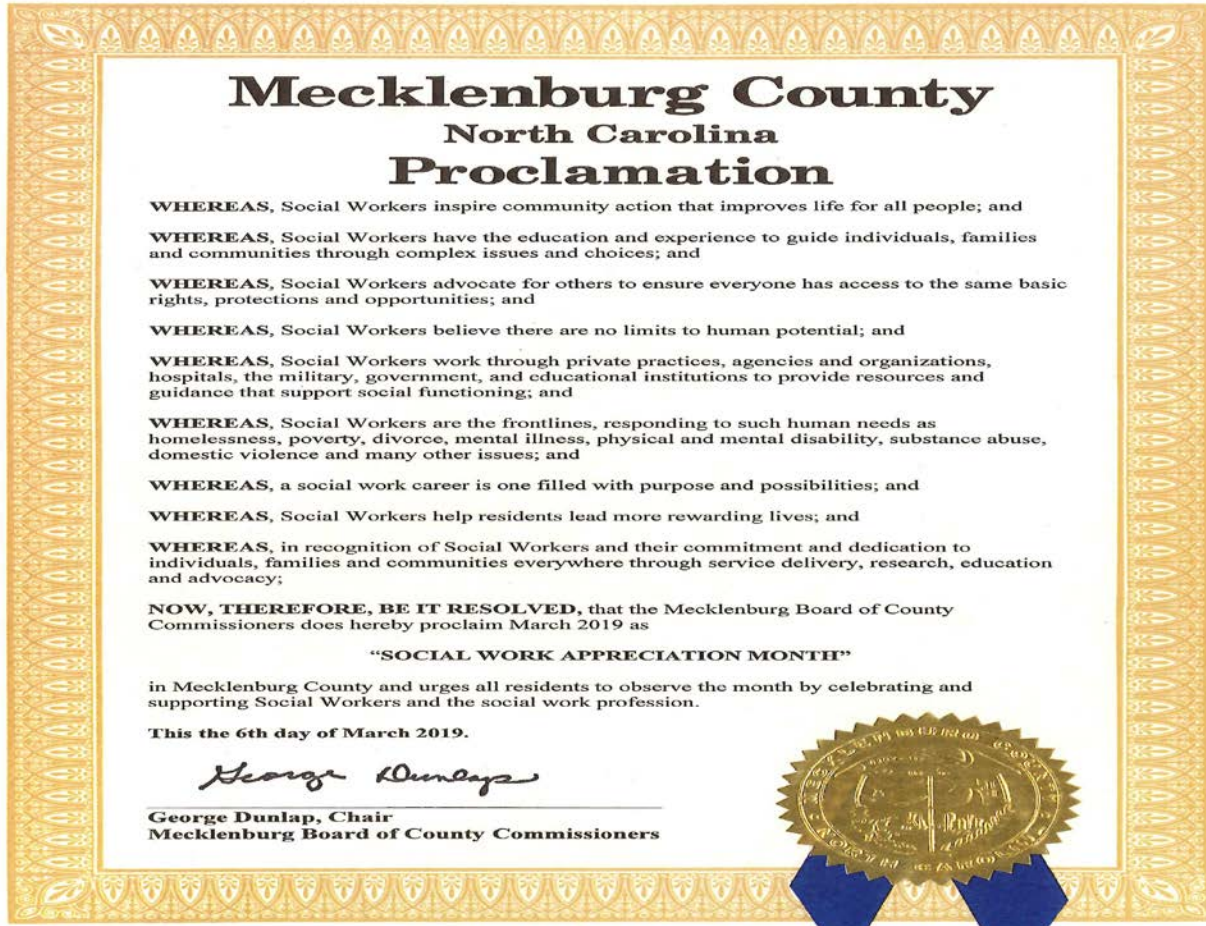 Mecklenburg County
North Carolina
Proclamation
WHEREAS, Social Workers inspire community action that improves life for all people; and
WHEREAS, Social Workers have the education and experience to guide individuals, families
and communities through complex issues and choices; and
WHEREAS, Social Workers advocate for others to ensure everyone has access to the same basic
rights, protections and opportunities; and
WHEREAS, Social Workers believe there are no limits to human potential; and
WHEREAS, Social Workers work through private practices, agencies and organizations,
hospitals, the military, government, and educational institutions to provide resources and
guidance that support social functioning; and
WHEREAS, Social Workers are the frontlines, responding to such human needs as
homelessness, poverty, divorce, mental illness, physical and mental disability, substance abuse,
domestic violence and many other issues; and
WHEREAS, a social work career is one filled with purpose and possibilities; and
WHEREAS, Social Workers help residents lead more rewarding lives; and
WHEREAS, in recognition of Social Workers and their commitment and dedication to
individuals, families and communities everywhere through service delivery, research, education
and advocacy;
NOW, THEREFORE, BE IT RESOLVED, that the Mecklenburg Board of County
Commissioners does hereby proclaim March 2019 as
“SOCIAL WORK APPRECIATION MONTH”
in Mecklenburg County and urges all residents to observe the month by celebrating and
supporting Social Workers and the social work profession.
This the 6th day of March 2019.
George Dunlap
George Dunlap, Chair
Mecklenburg Board of County Commissioners
MECKLENBURG COUNTY
NORTH CAROLINA